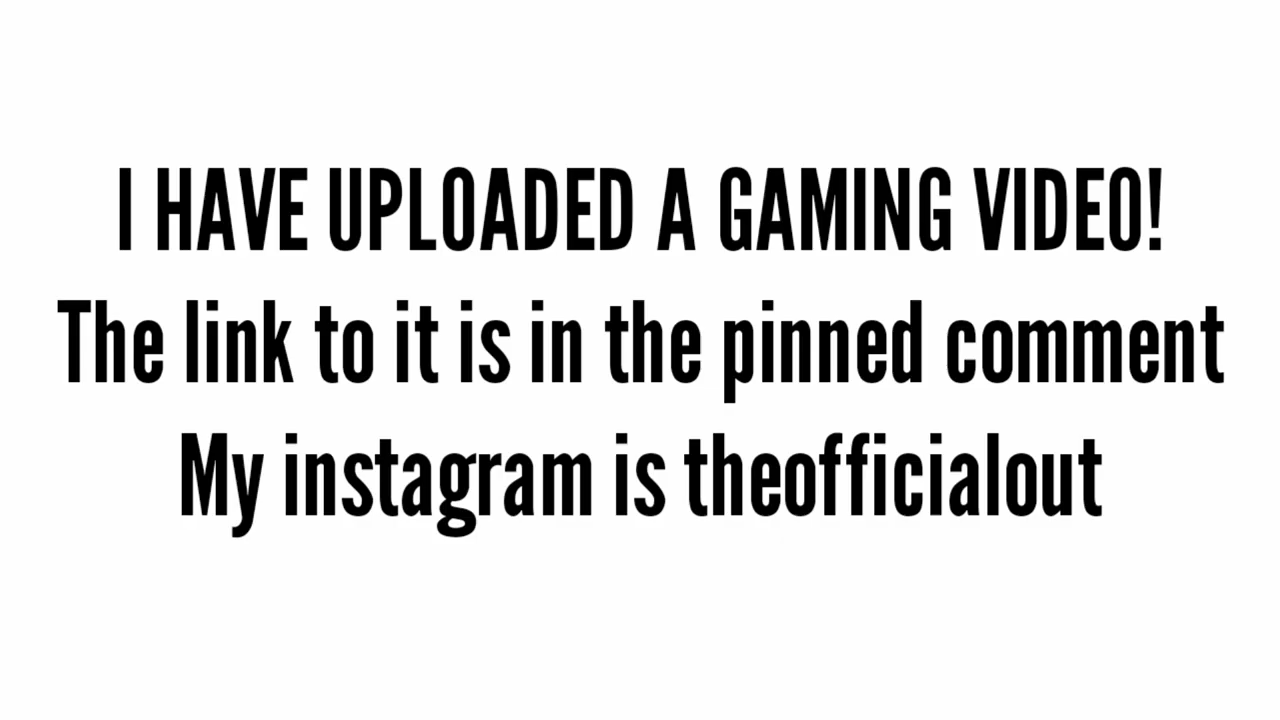 I HAVE UPLOADED A GAMING VIDEO!
The link to it is in the pinned comment
My instagram is theofficialout